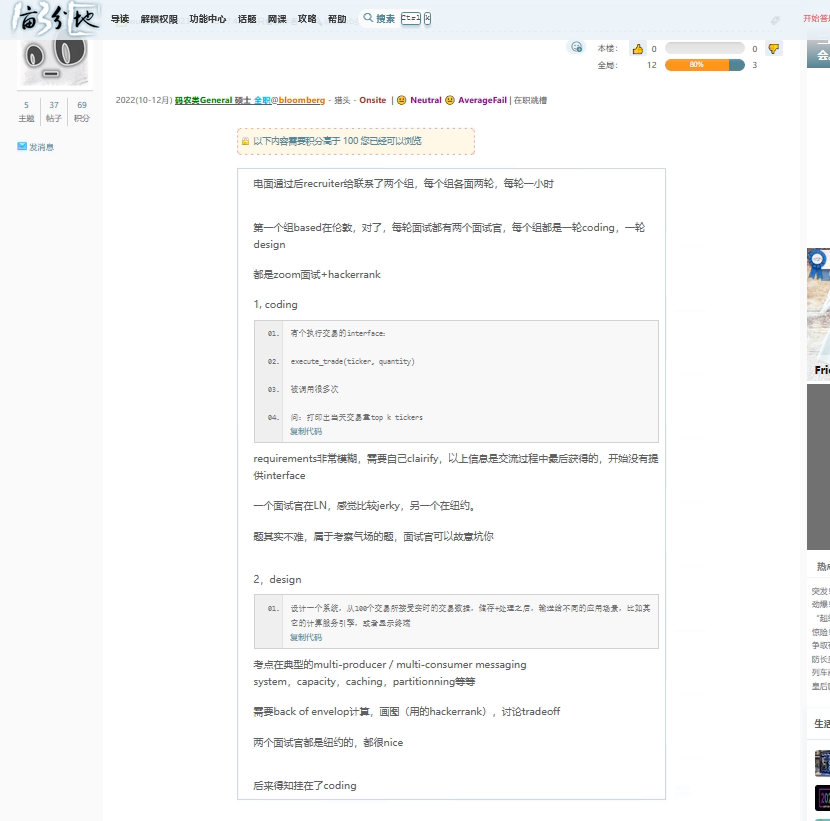 亩3分地
导读 解锁权限 功能中心 话题 网课 攻略 帮助 搜索 Ctrl k
开始答
本楼: 0 0
全局: 12 80% 3
5 37 69
主题 帖子 积分
发消息
2022(10-12月) 码农类General 硕士 全职@bloomberg - 猎头 - Onsite | Neutral AverageFail | 在职跳槽
以下内容需要积分高于 100 您已经可以浏览
电面通过后recruiter给联系了两个组，每个组各面两轮，每轮一小时
第一个组based在伦敦，对了，每轮面试都有两个面试官，每个组都是一轮coding，一轮
design
都是zoom面试+hackerrank
1, coding
01. 有个执行交易的interface:
02. execute_trade(ticker, quantity)
03. 被调用很多次
04. 问: 打印出当天交易量top k tickers
复制代码
requirements非常模糊，需要自己clairify，以上信息是交流过程中最后获得的，开始没有提
供interface
一个面试官在LN，感觉比较jerky，另一个在纽约。
题其实不难，属于考察气场的题，面试官可以故意坑你
2，design
01. 设计一个系统，从100个交易所接受实时的交易数据，储存+处理之后，输送给不同的应用场景，比如其
它的计算服务引擎，或者显示终端
复制代码
考点在典型的multi-producer / multi-consumer messaging
system，capacity，caching，partitionning等等
需要back of envelop计算，画图（用的hackerrank），讨论tradeoff
两个面试官都是纽约的，都很nice
后来得知挂在了coding
会
Frie
热
突发
劲爆
"超
惊险
争取
防长
列车
皇后
生活
202